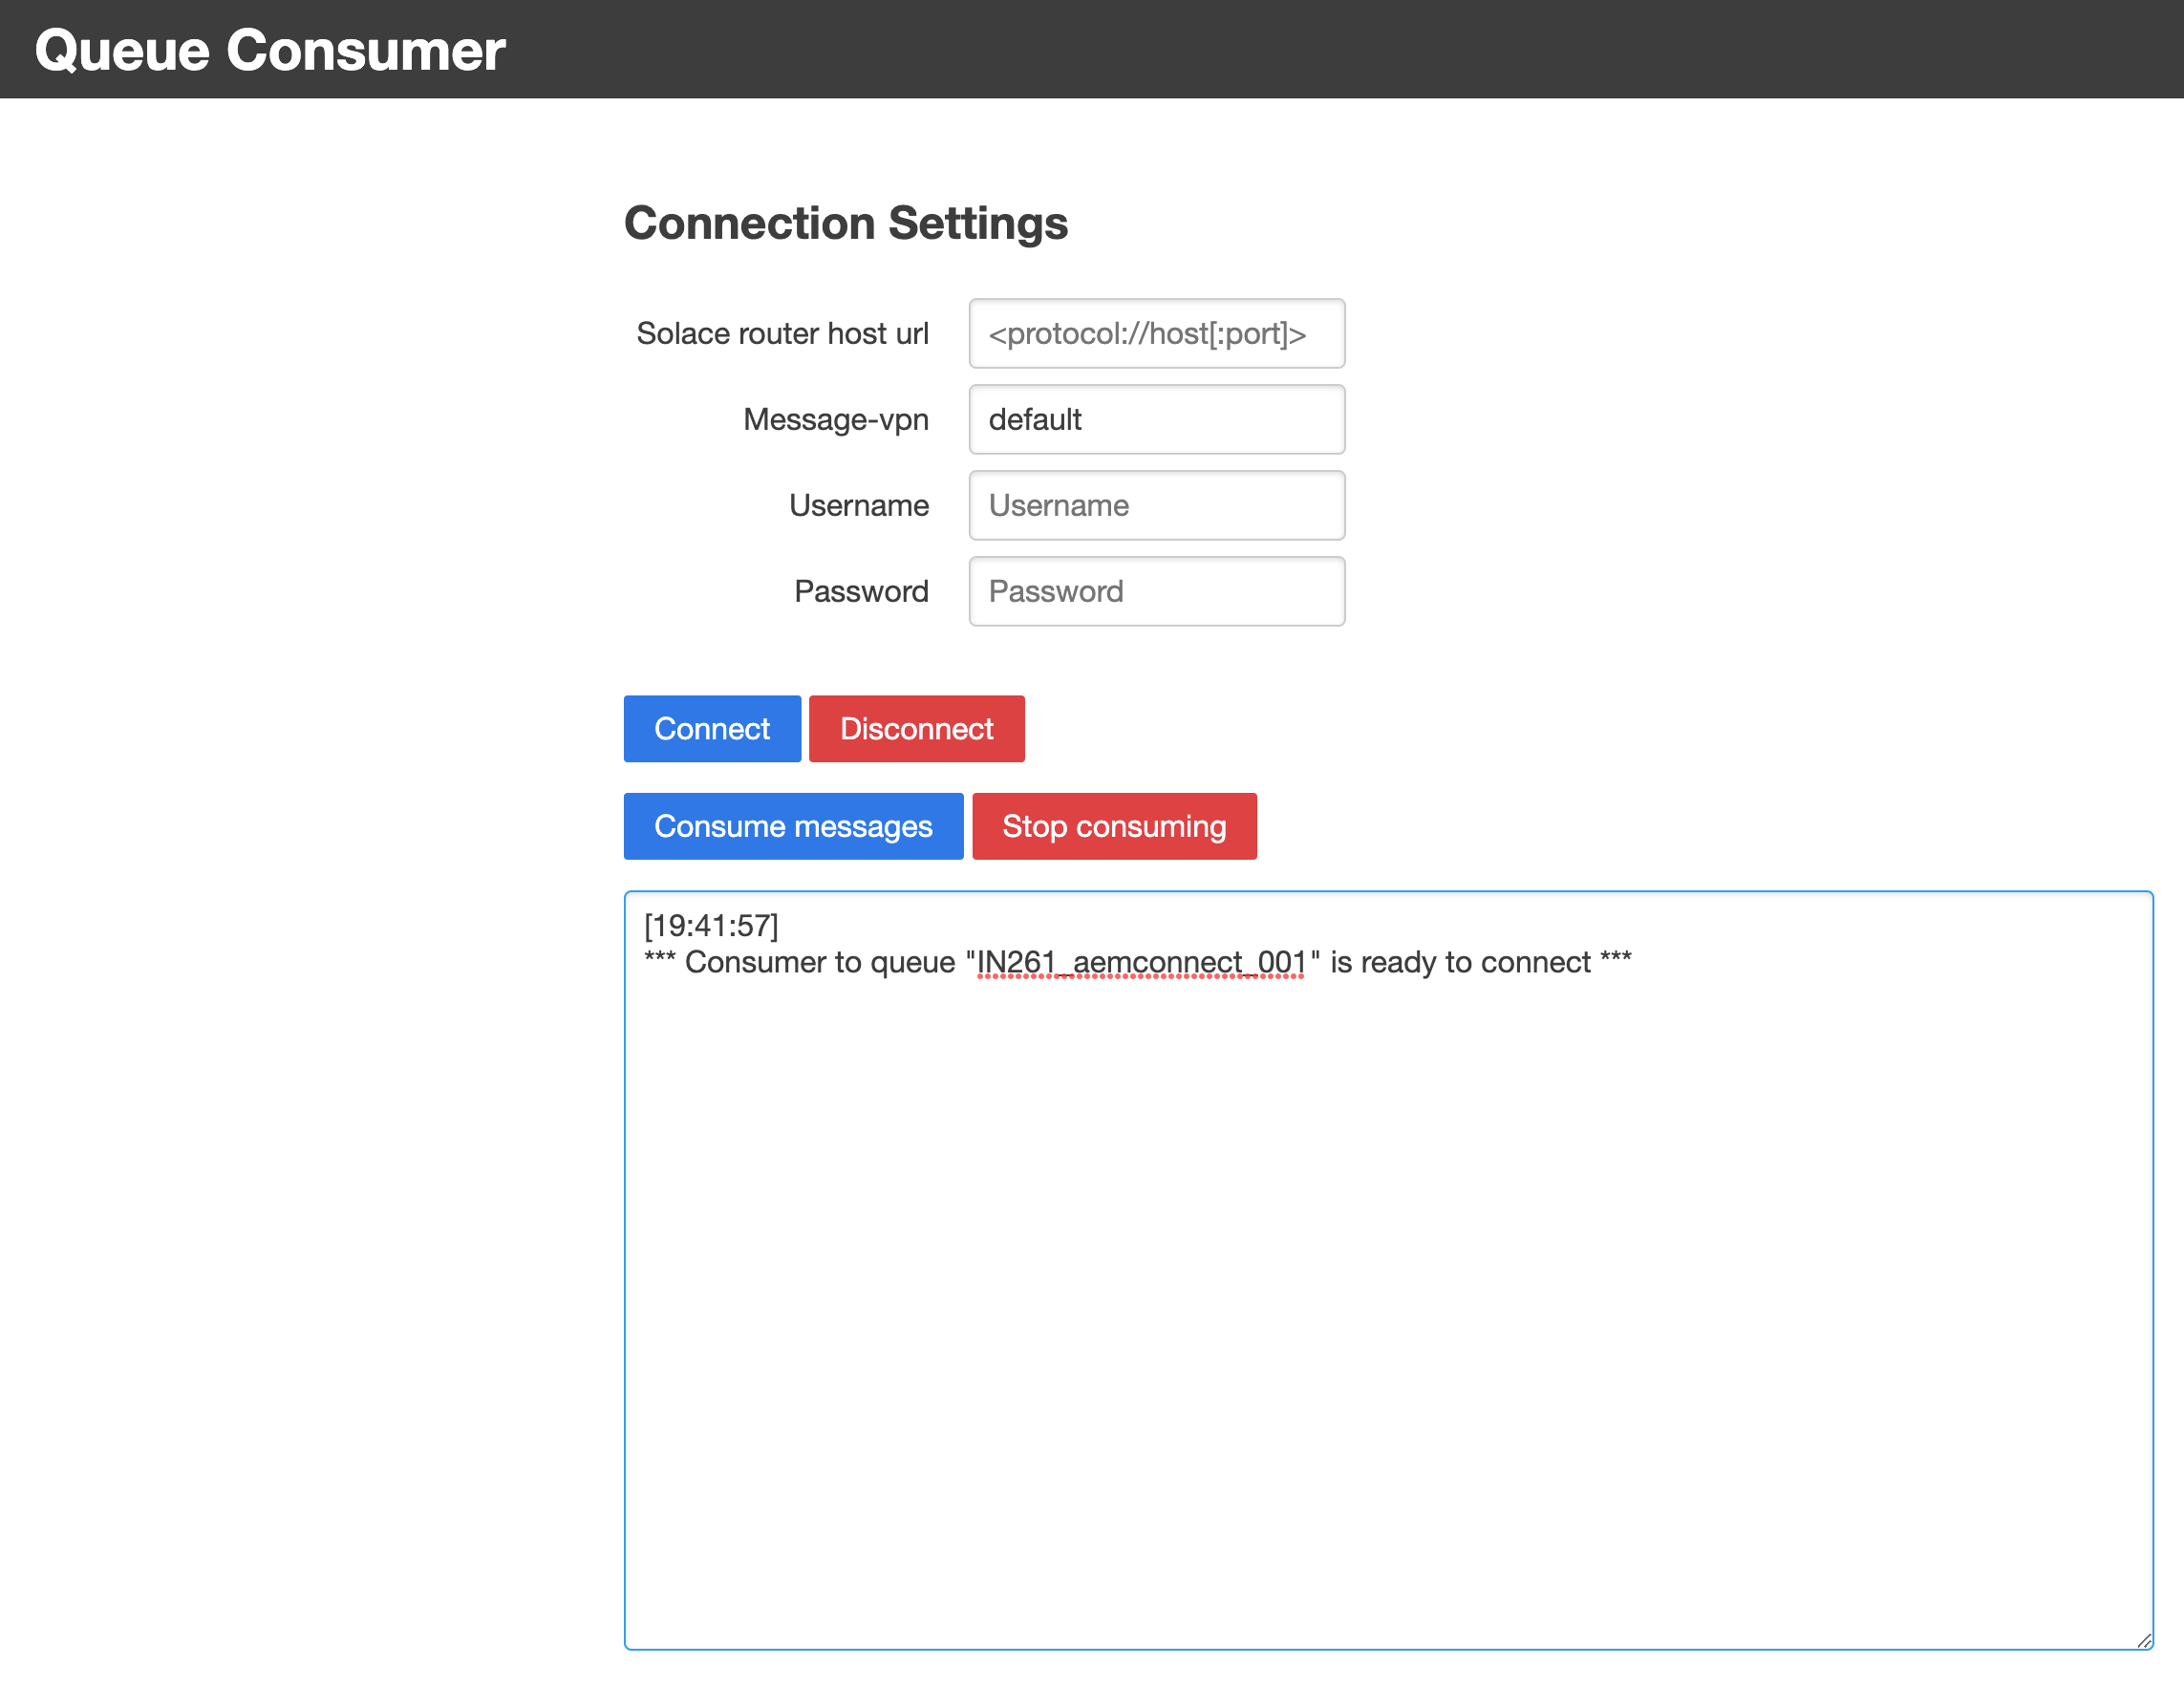 Queue Consumer
Connection Settings
Solace router host url <protocol://host[:port]>
Message-vpn default
Username Username
Password Password
Connect Disconnect
Consume messages Stop consuming
[19:41:57]
*** Consumer to queue "IN261_aemconnect_001" is ready to connect ***